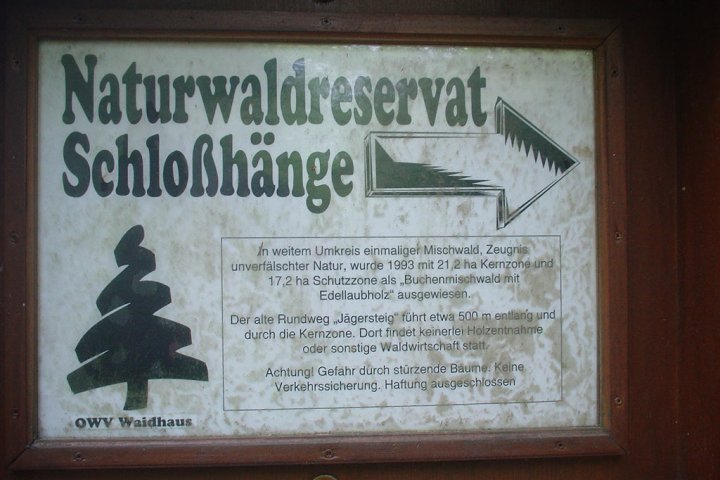 Naturwaldreservat
Schloßhänge
In weitem Umkreis einmaliger Mischwald, Zeugnis
unverfälschter Natur, wurde 1993 mit 21,2 ha Kernzone und
17,2 ha Schutzzone als „Buchenmischwald mit
Edellaubholz“ ausgewiesen.
Der alte Rundweg „Jägersteig“ führt etwa 500 m entlang und
durch die Kernzone. Dort findet keinerlei Holzentnahme
oder sonstige Waldwirtschaft statt.
Achtung! Gefahr durch stürzende Bäume. Keine
Verkehrssicherung. Haftung ausgeschlossen
OWV Waidhaus